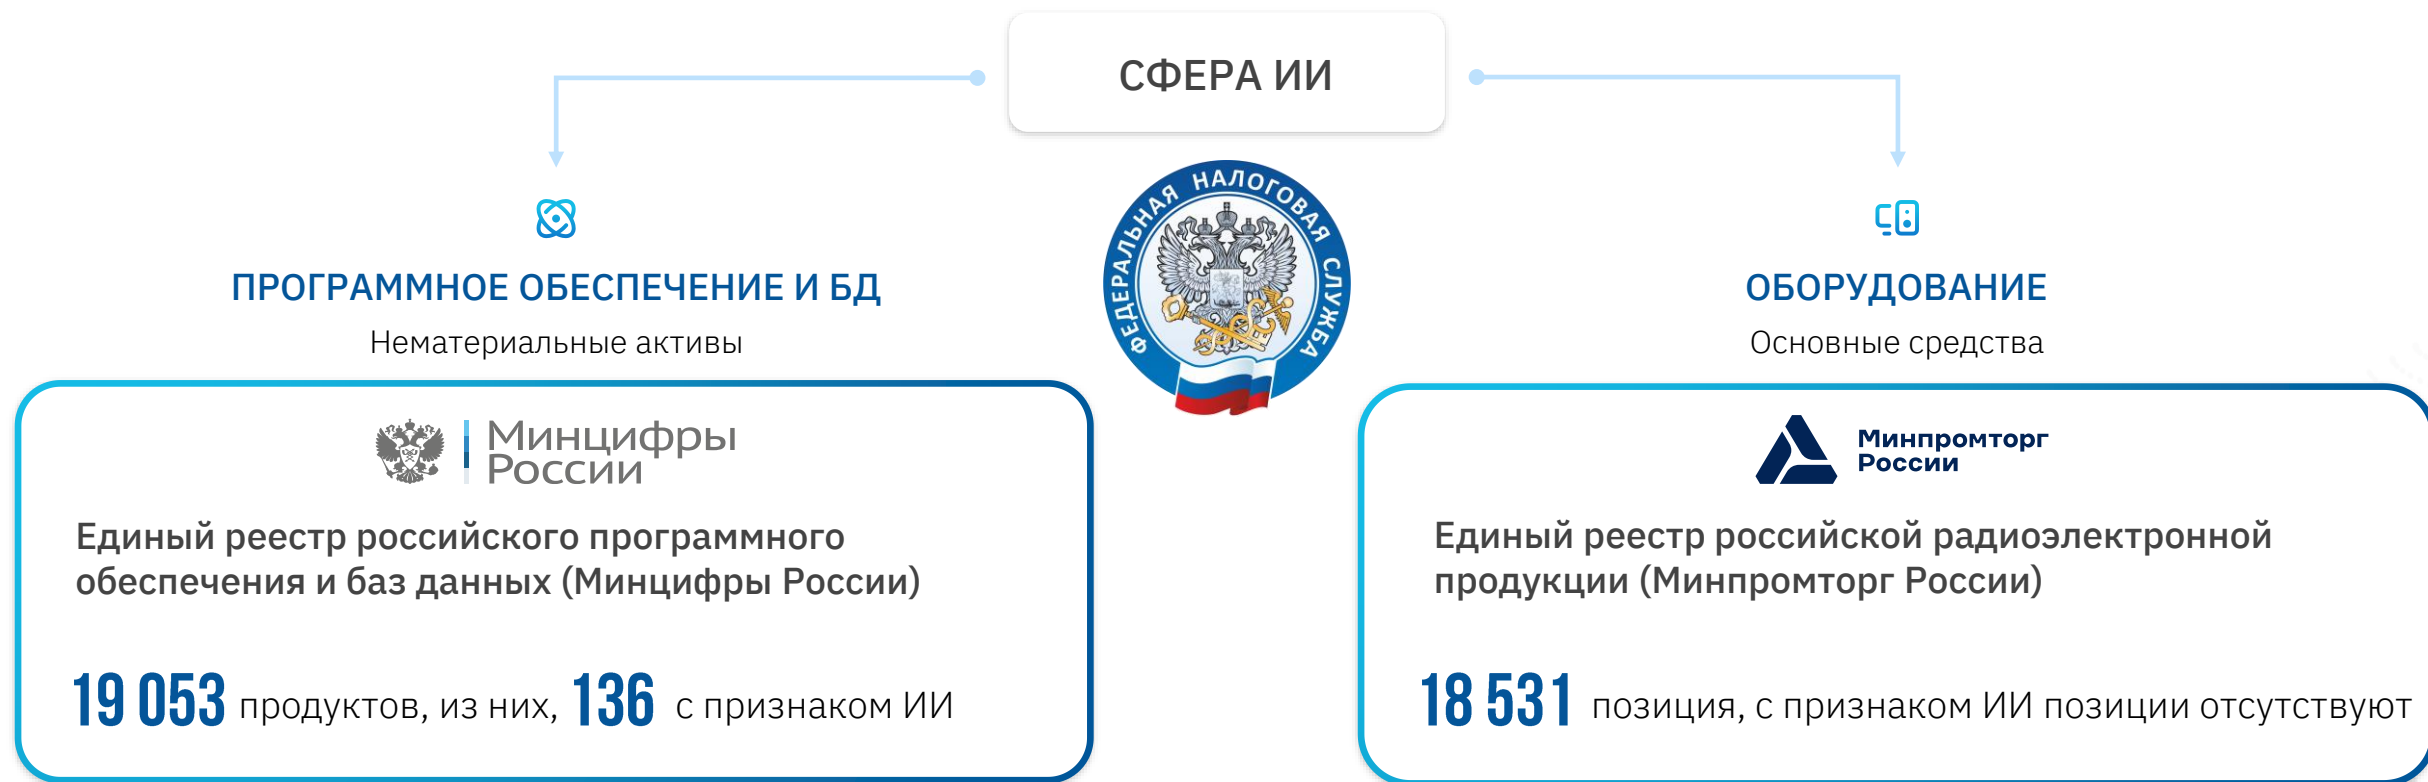 СФЕРА ИИ
ФЕДЕРАЛЬНАЯ НАЛОГОВАЯ СЛУЖБА
ПРОГРАММНОЕ ОБЕСПЕЧЕНИЕ И БД
Нематериальные активы
Минцифры
России
Единый реестр российского программного
обеспечения и баз данных (Минцифры России)
19 053 продуктов, из них, 136 с признаком ИИ
ОБОРУДОВАНИЕ
Основные средства
Минпромторг
России
Единый реестр российской радиоэлектронной
продукции (Минпромторг России)
18 531 позиция, с признаком ИИ позиции отсутствуют